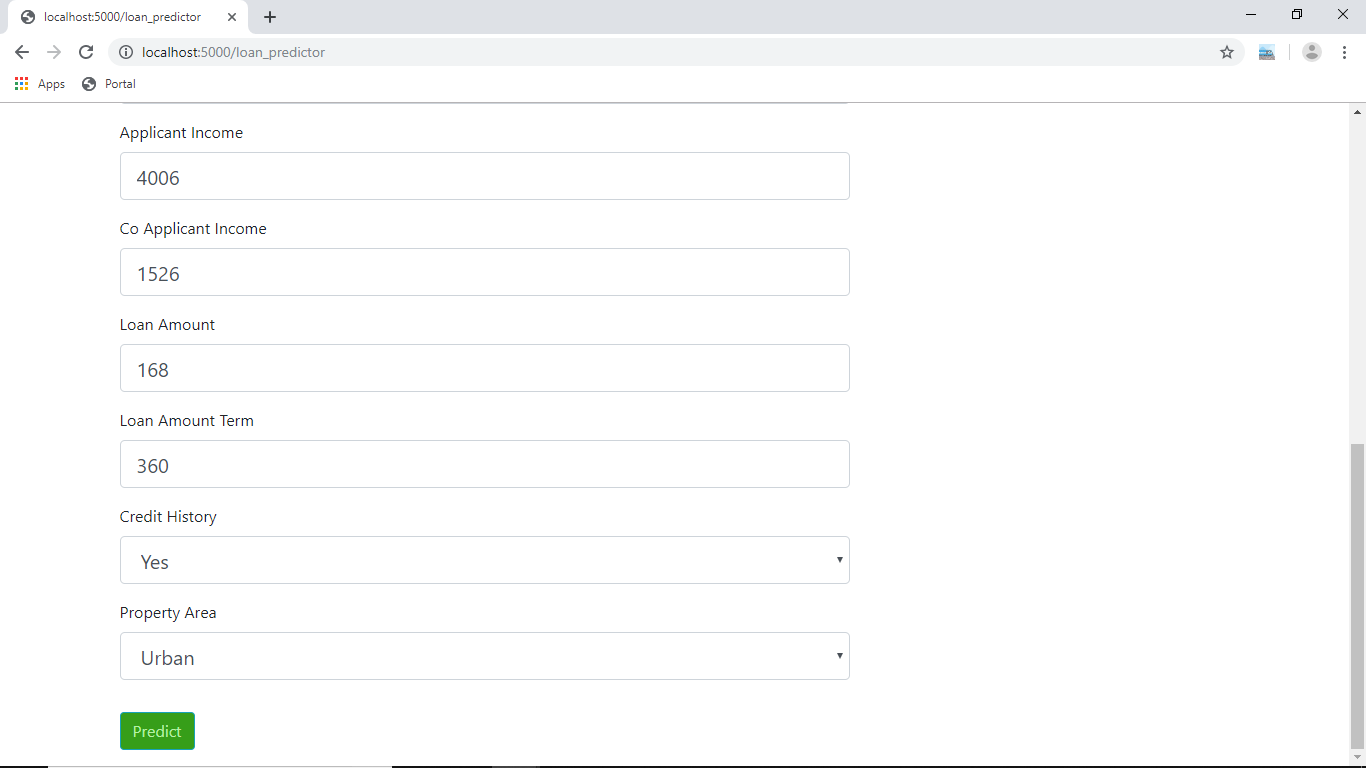 localhost:5000/loan_predictor
localhost:5000/loan_predictor
Apps Portal
Applicant Income
4006
Co Applicant Income
1526
Loan Amount
168
Loan Amount Term
360
Credit History
Yes
Property Area
Urban
Predict